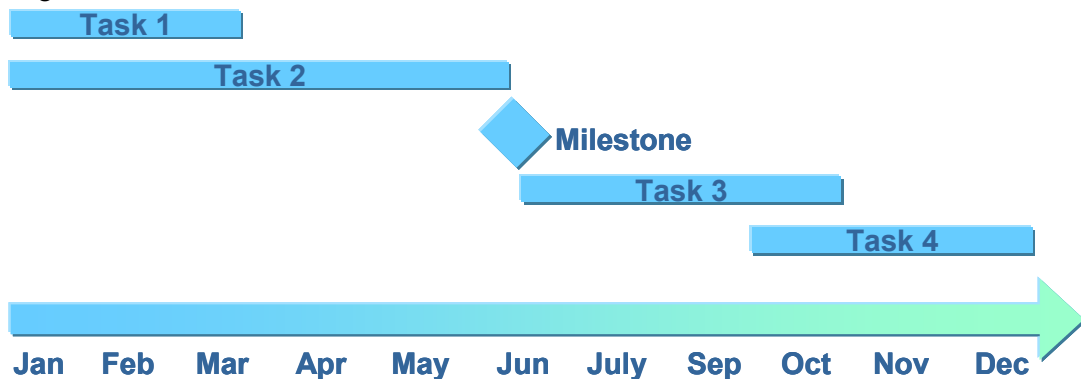 Task 1
Task 2
Milestone
Task 3
Task 4
Jan Feb Mar Apr May Jun July Sep Oct Nov Dec